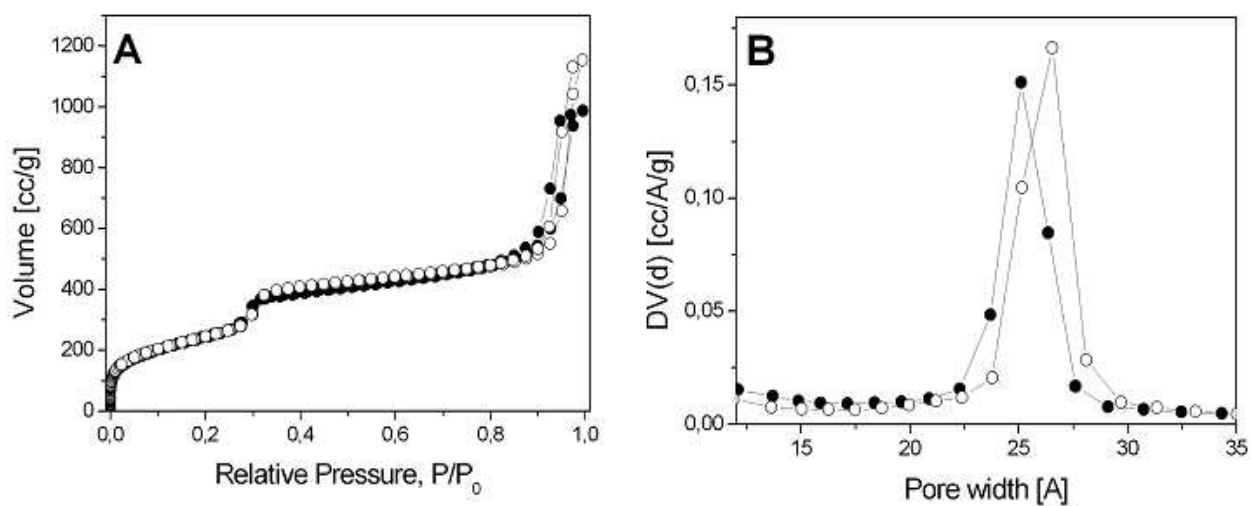 A
1200
1000
800
600
400
200
0
Volume [cc/g]
0,0 0,2 0,4 0,6 0,8 1,0
Relative Pressure, P/P0
B
0,15
0,10
0,05
0,00
DV(d) [cc/A/g]
15 20 25 30 35
Pore width [A]